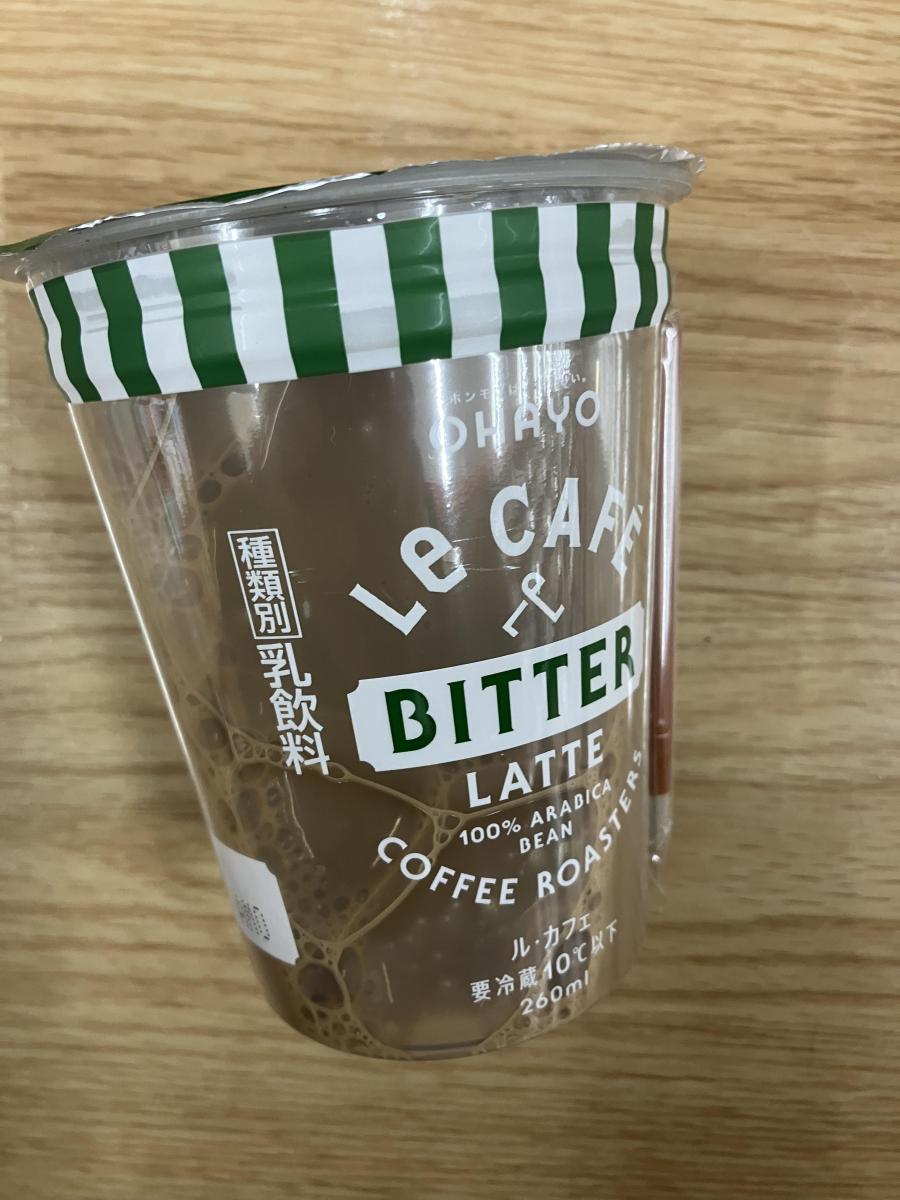 OHAYO
Le CAFÉ
BITTER
LATTE
100% ARABICA
BEAN
COFFEE ROASTERS
ル・カフェ
要冷蔵10℃以下
260ml
種類別
乳飲料